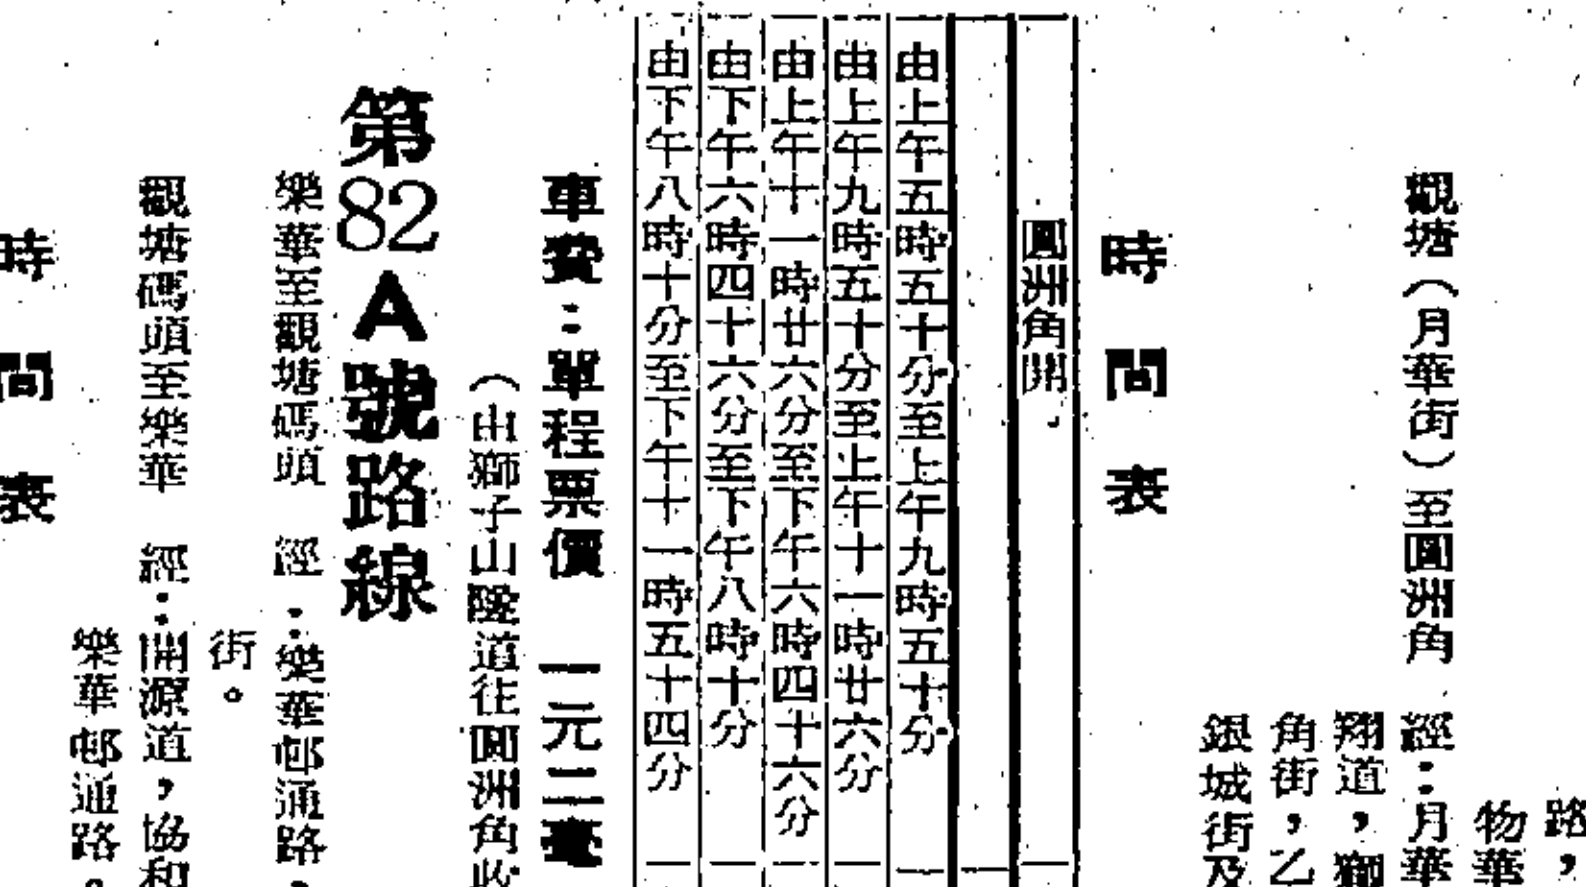 路，
物華
觀塘（月華街）至圓洲角　經：月華
翔道，獅
角街，乙
銀城街及
時間表
圓洲角開
由上午五時五十分至上午九時五十分
由上午九時五十分至上午十一時廿六分
由上午十一時廿六分至下午六時四十六分
由下午六時四十六分至下午八時十分
由下午八時十分至下午十一時五十四分
車費：單程票價　一元二毫
（由獅子山隧道往圓洲角收
第82A號路線
樂華至觀塘碼頭　經：樂華邨通路，
街。
觀塘碼頭至樂華　經：開源道，協和
樂華邨通路。
時間表